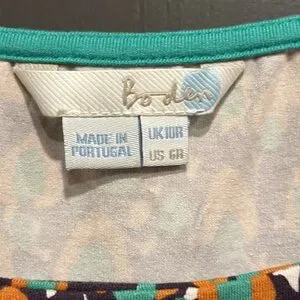 Boden
MADE IN
PORTUGAL
UK10R
US 6R